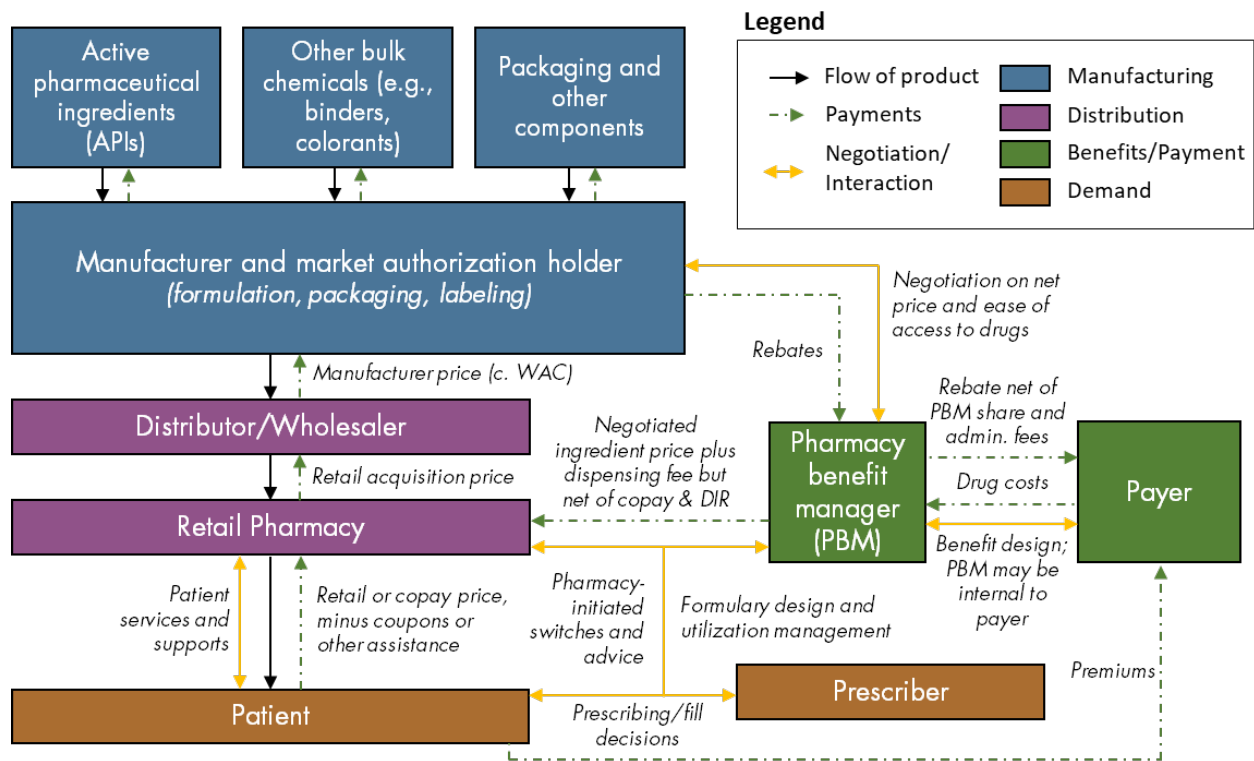 Legend
Flow of product
Payments
Negotiation/
Interaction
Manufacturing
Distribution
Benefits/Payment
Demand
Active
pharmaceutical
ingredients
(APIs)
Other bulk
chemicals (e.g.,
binders,
colorants)
Packaging and
other
components
Manufacturer and market authorization holder
(formulation, packaging, labeling)
Negotiation on net
price and ease of
access to drugs
Rebates
Manufacturer price (c. WAC)
Distributor/Wholesaler
Retail acquisition price
Retail Pharmacy
Negotiated
ingredient price plus
dispensing fee but
net of copay & DIR
Pharmacy
benefit
manager
(PBM)
Rebate net of
PBM share and
admin. fees
Drug costs
Payer
Benefit design;
PBM may be
internal to
payer
Patient
services and
supports
Retail or copay price,
minus coupons or
other assistance
Pharmacy-
initiated
switches and
advice
Formulary design and
utilization management
Premiums
Patient
Prescribing/fill
decisions
Prescriber